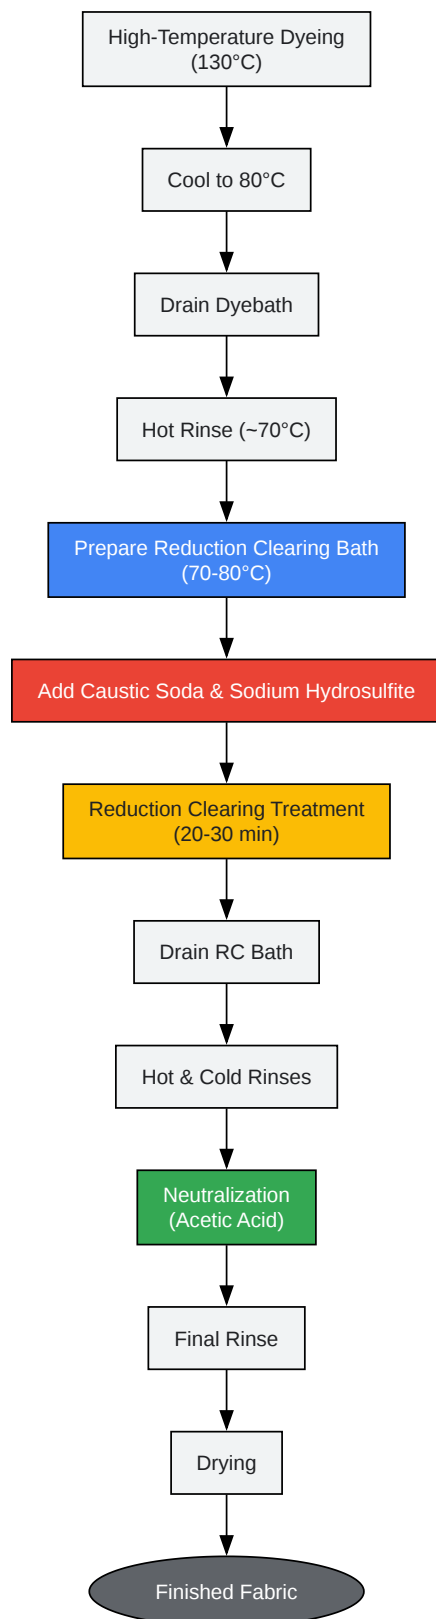 High-Temperature Dyeing
(130°C)
Cool to 80°C
Drain Dyebath
Hot Rinse (~70°C)
Prepare Reduction Clearing Bath
(70-80°C)
Add Caustic Soda & Sodium Hydrosulfite
Reduction Clearing Treatment
(20-30 min)
Drain RC Bath
Hot & Cold Rinses
Neutralization
(Acetic Acid)
Final Rinse
Drying
Finished Fabric